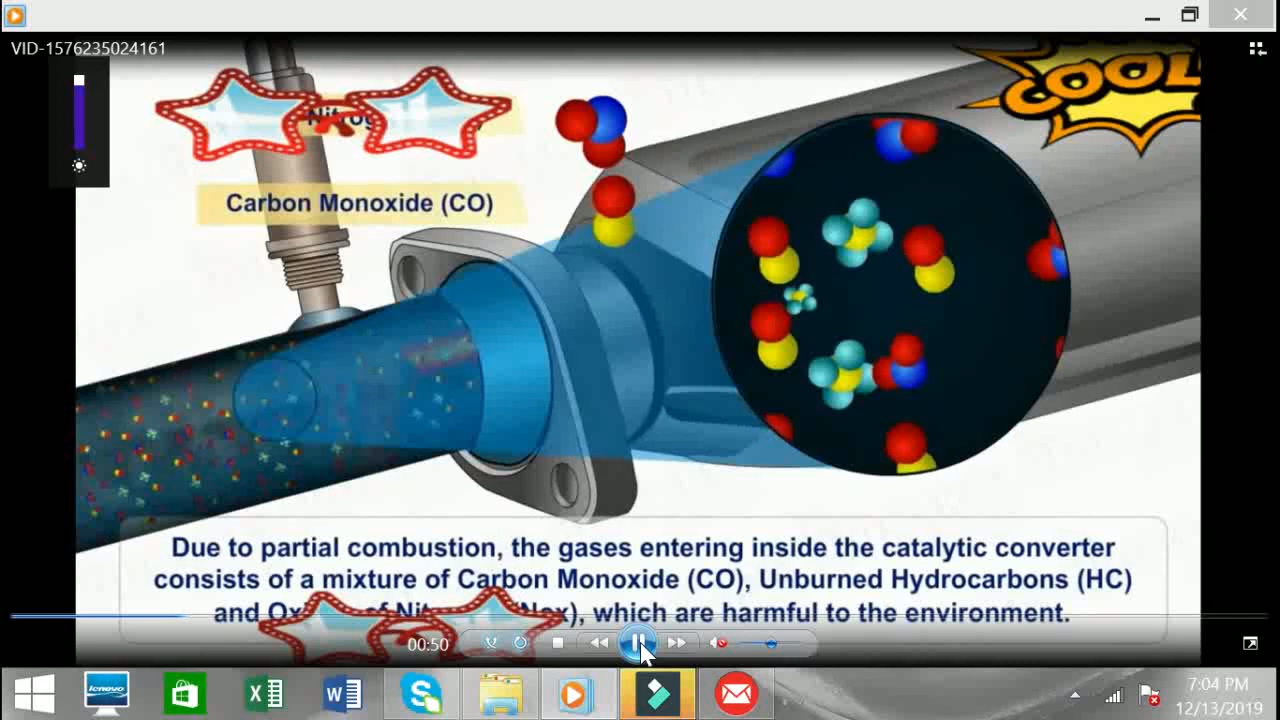 VID-1576235024161
COOL
Carbon Monoxide (CO)
Due to partial combustion, the gases entering inside the catalytic converter
consists of a mixture of Carbon Monoxide (CO), Unburned Hydrocarbons (HC)
and (Nox), which are harmful to the environment.
00:50
lenovo
7:04 PM
12/13/2019